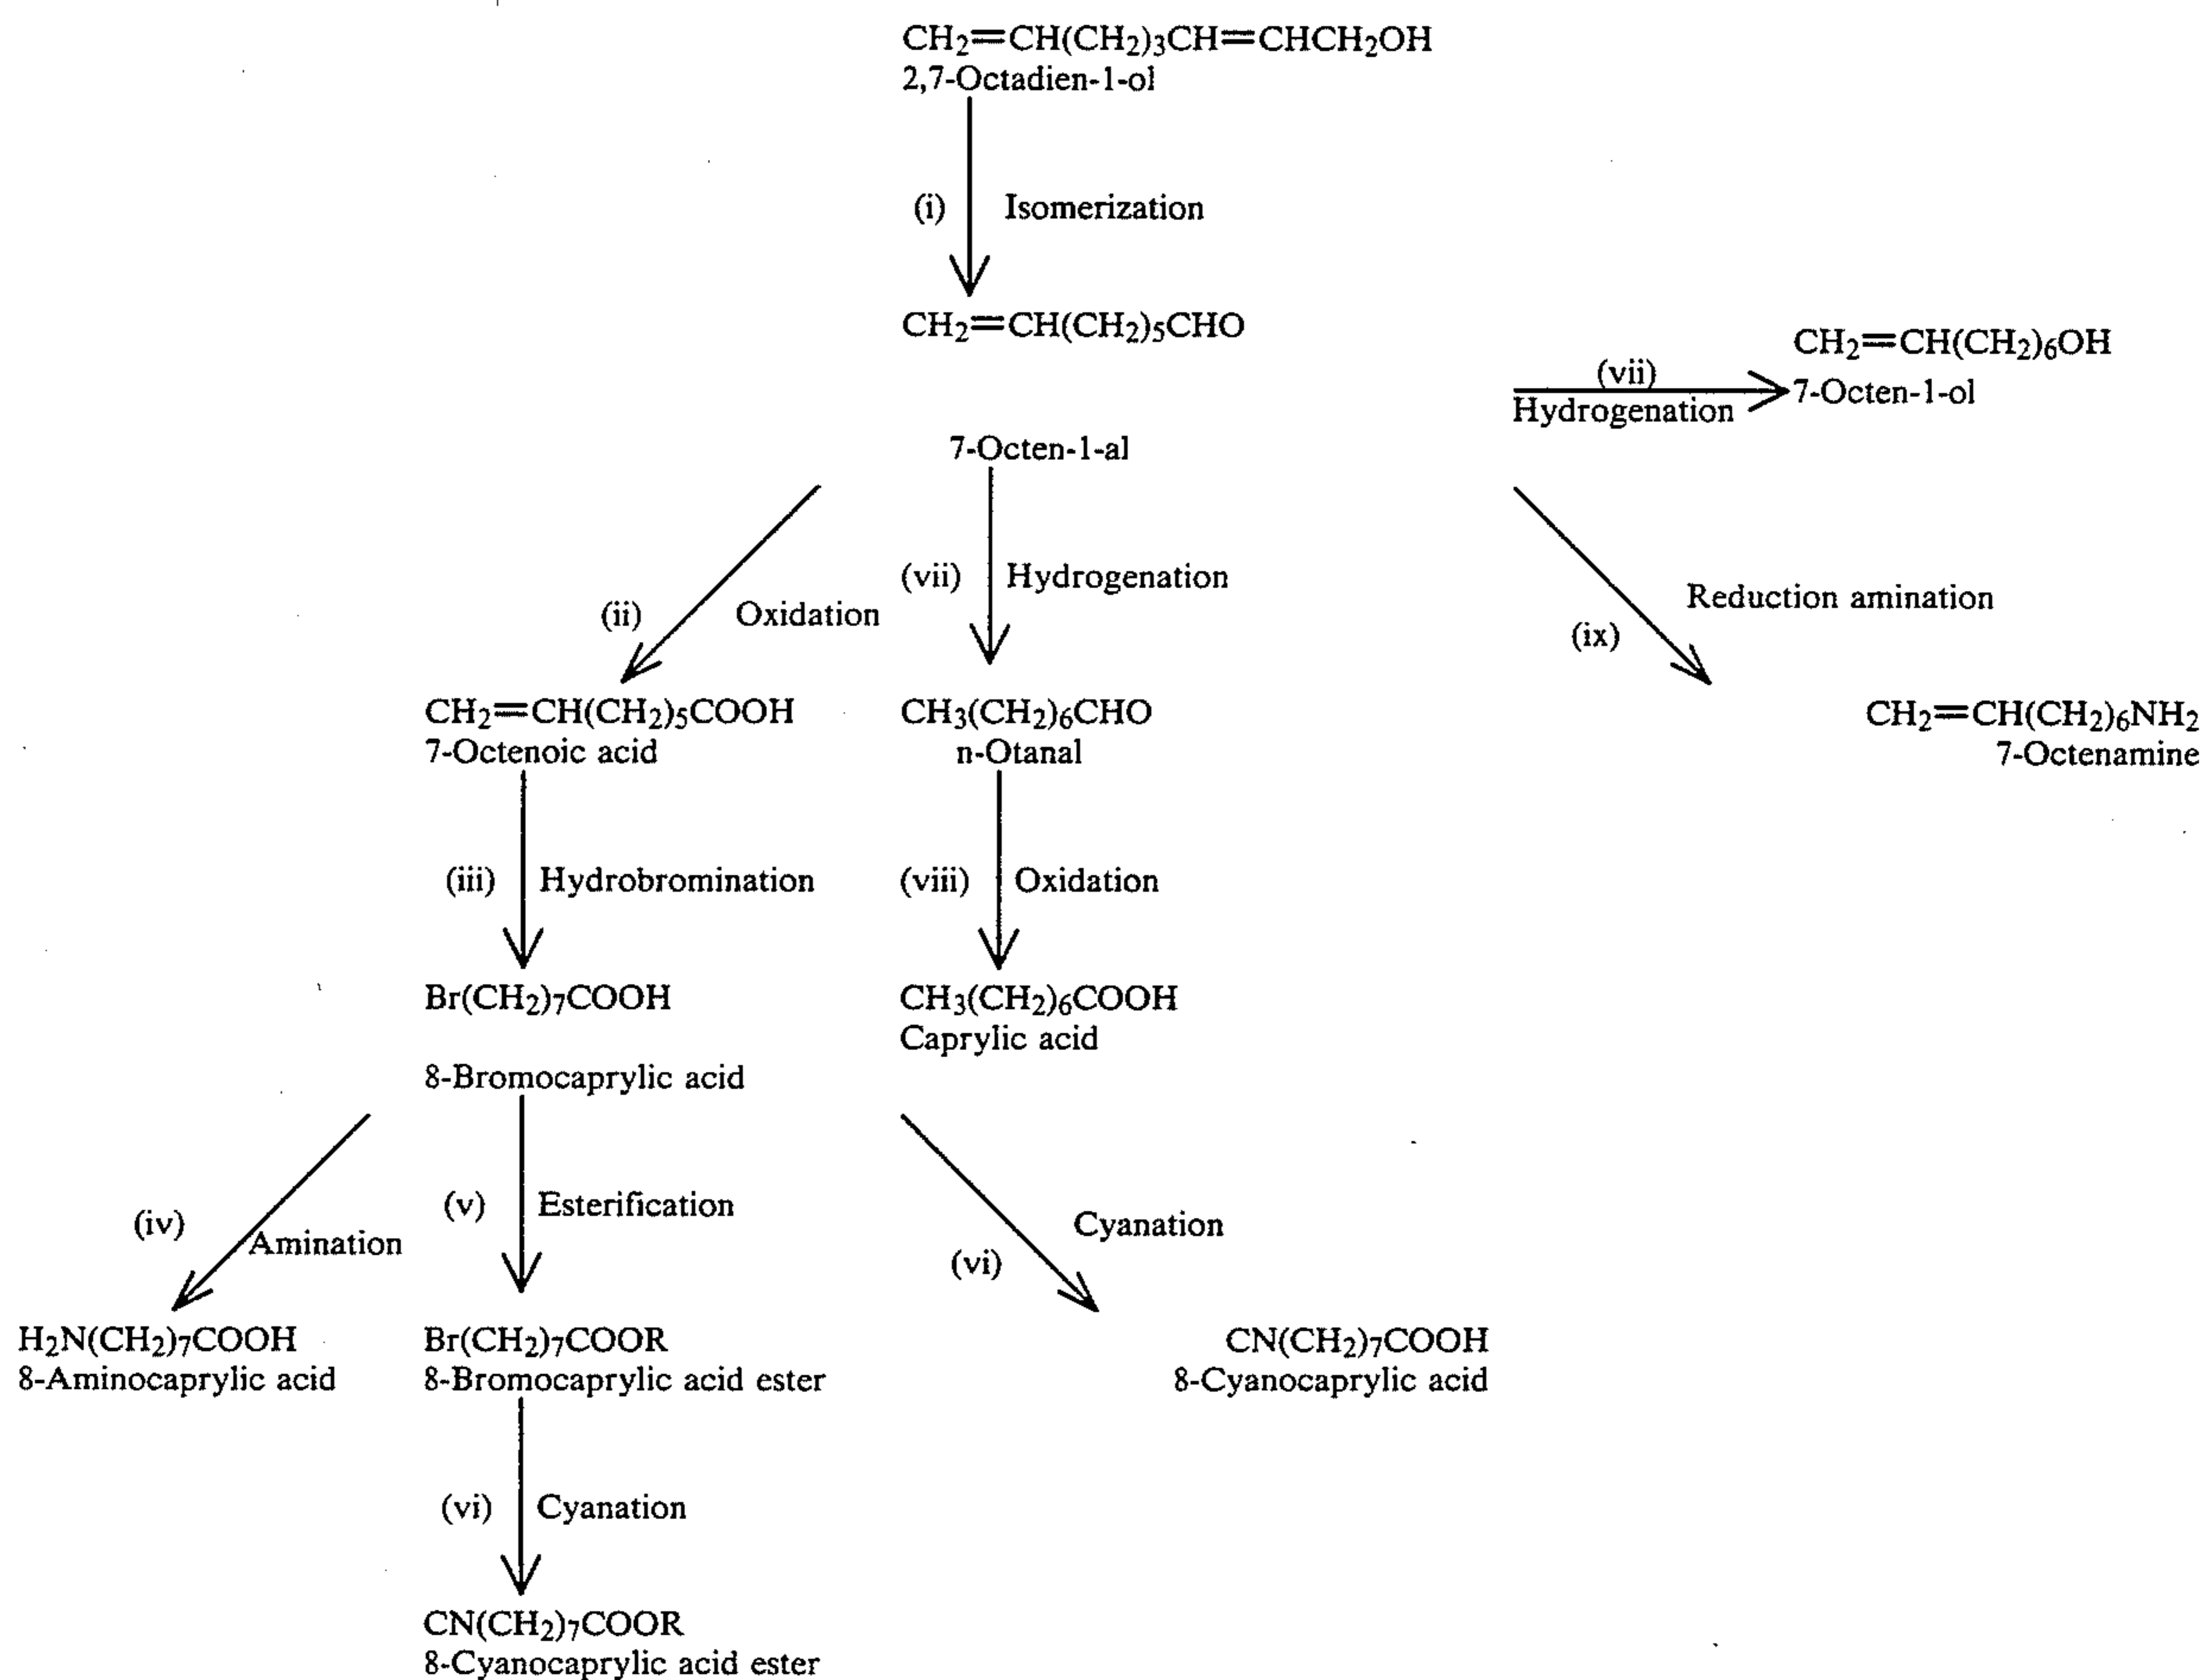 CH₂=CH(CH₂)₃CH=CHCH₂OH
2,7-Octadien-1-ol
(i) Isomerization
CH₂=CH(CH₂)₅CHO
7-Octen-1-al
(vii)
Hydrogenation
CH₂=CH(CH₂)₆OH
7-Octen-1-ol
(ii) Oxidation
(vii) Hydrogenation
Reduction amination
(ix)
CH₂=CH(CH₂)₅COOH
7-Octenoic acid
CH₃(CH₂)₆CHO
n-Otanal
CH₂=CH(CH₂)₆NH₂
7-Octenamine
(iii) Hydrobromination
(viii) Oxidation
Br(CH₂)₇COOH
8-Bromocaprylic acid
CH₃(CH₂)₆COOH
Caprylic acid
(iv) Amination
(v) Esterification
Cyanation
(vi)
H₂N(CH₂)₇COOH
8-Aminocaprylic acid
Br(CH₂)₇COOR
8-Bromocaprylic acid ester
CN(CH₂)₇COOH
8-Cyanocaprylic acid
(vi) Cyanation
CN(CH₂)₇COOR
8-Cyanocaprylic acid ester